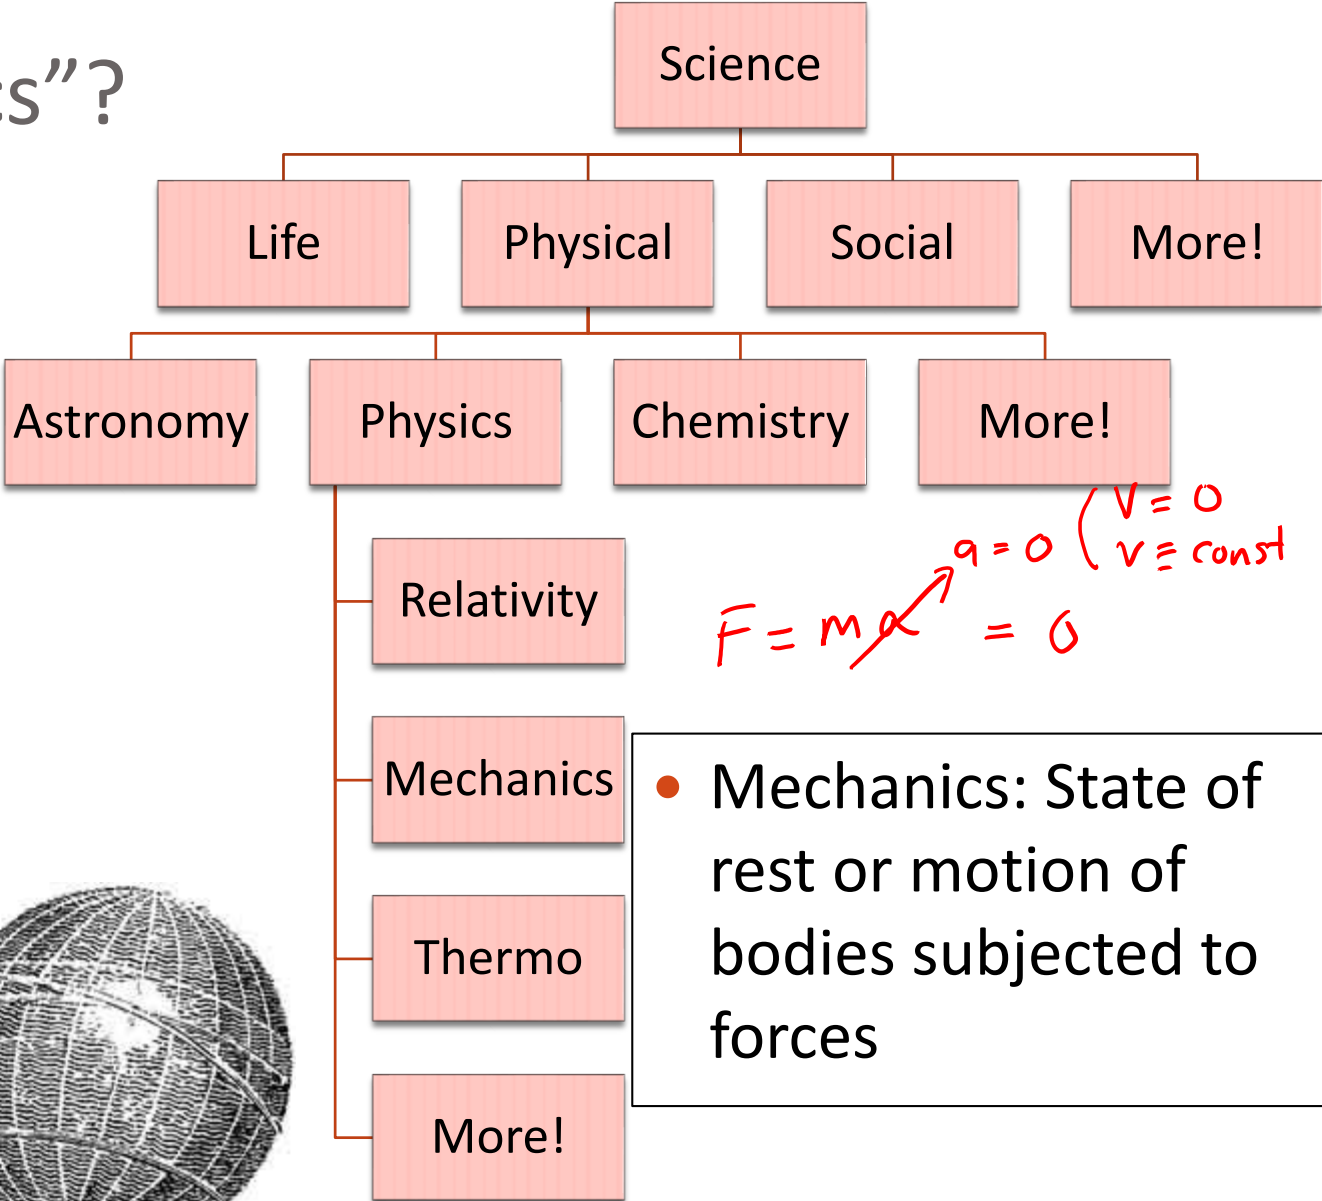 Science
s”?
Life Physical Social More!
Astronomy Physics Chemistry More!
V = 0
a = 0 ( v = const
Relativity
F = ma = 0
Mechanics
• Mechanics: State of
rest or motion of
bodies subjected to
forces
Thermo
More!